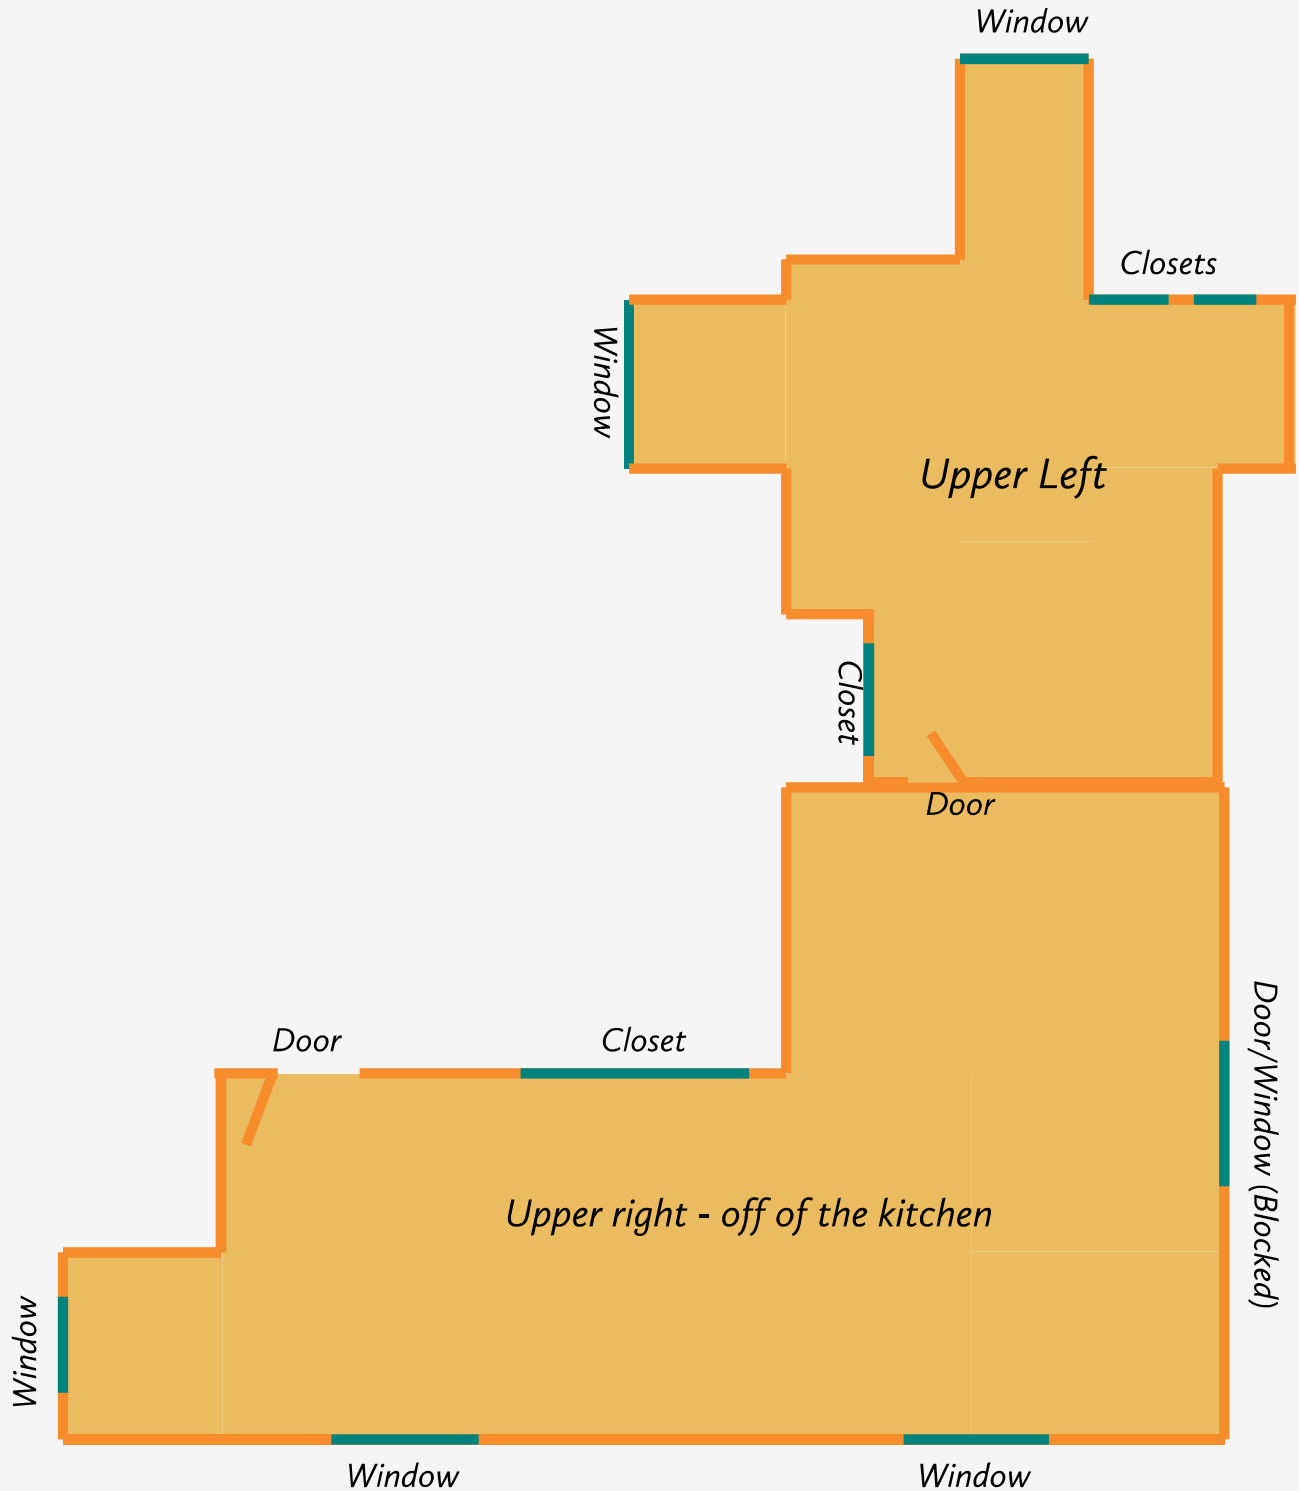 Window
Closets
Window
Upper Left
Closet
Door
Door/Window (Blocked)
Door
Closet
Upper right - off of the kitchen
Window
Window
Window